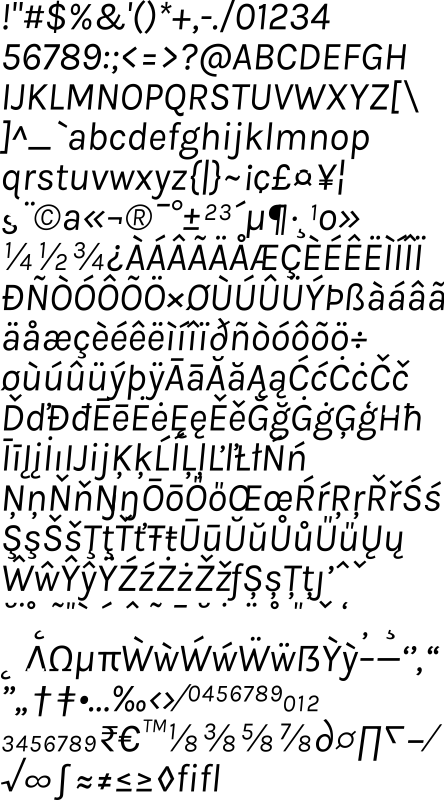 !"#$%&'()*+,-./01234
56789:;<=>?@ABCDEFGH
IJKLMNOPQRSTUVWXYZ[\
]^_`abcdefghijklmnop
qrstuvwxyz{|}~¡¢£¤¥¦
§¨©ª«¬®¯°±²³´µ¶·¸¹º»
¼½¾¿ÀÁÂÃÄÅÆÇÈÉÊËÌÍÎÏ
ÐÑÒÓÔÕÖ×ØÙÚÛÜÝÞßàáâã
äåæçèéêëìíîïðñòóôõö÷
øùúûüýþÿĀāĂăĄąĆćĊċČč
ĎďĐđĒēĖėĘęĚěĞğĠġĢģĦħ
ĪīĮįİıĲĳĶķĹĺĻļĽľŁłŃń
ŅņŇňŊŋŌōŐőŒœŔŕŖŗŘřŚś
ŞşŠšŢţŤťŦŧŪūŬŭŮůŰűŲų
ŴŵŶŷŸŹźŻżŽžƒȘșȚțȷʼˆˇ
ΛΩμπẀẁẂẃẄẅẞỲỳ–—‘’‚“
”„†‡•…‰‹›⁄⁰⁴⁵⁶⁷⁸⁹₀₁₂
₃₄₅₆₇₈₉₹€™⅛⅜⅝⅞∂∏−∕
√∞∫≈≠≤≥◊ﬁﬂ